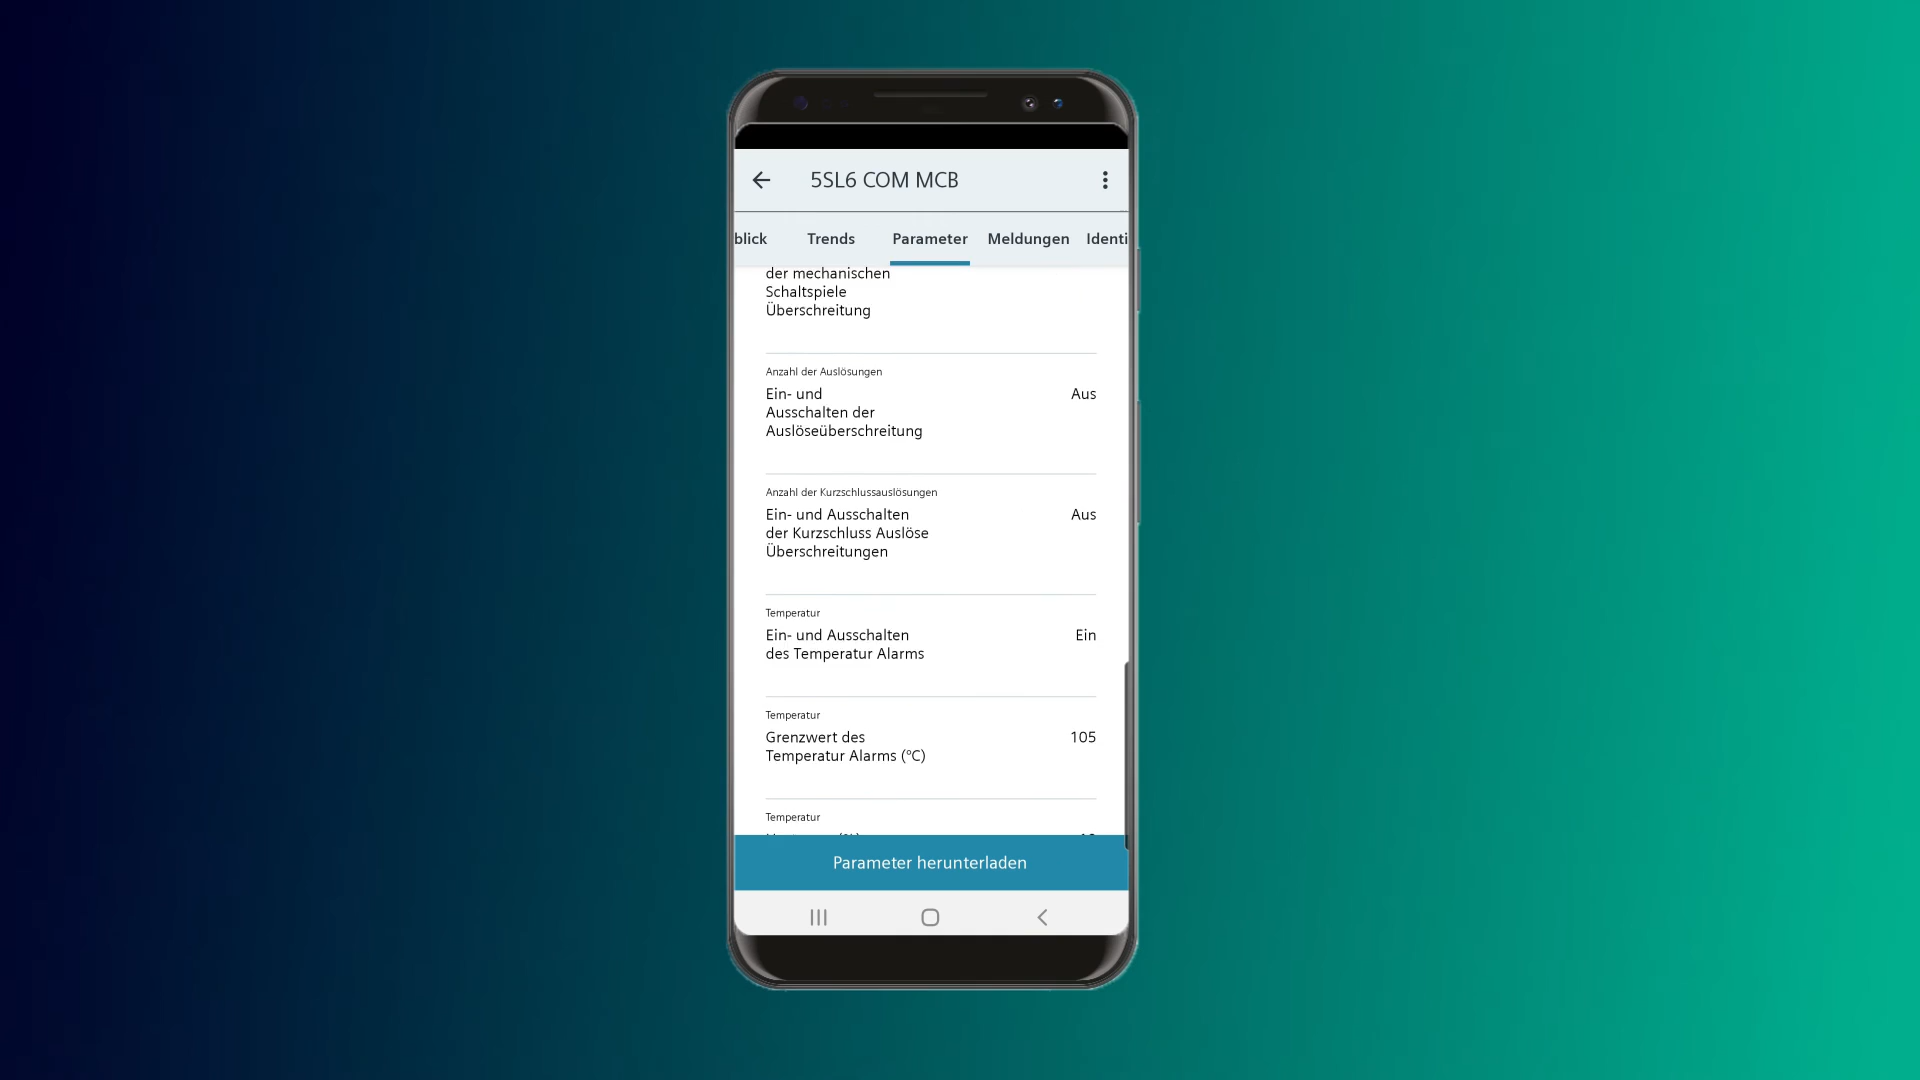 5SL6 COM MCB
blick Trends Parameter Meldungen Identi
der mechanischen
Schaltspiele
Überschreitung
Anzahl der Auslösungen
Ein- und Aus
Ausschalten der
Auslöseüberschreitung
Anzahl der Kurzschlussauslösungen
Ein- und Ausschalten Aus
der Kurzschluss Auslöse
Überschreitungen
Temperatur
Ein- und Ausschalten Ein
des Temperatur Alarms
Temperatur
Grenzwert des 105
Temperatur Alarms (°C)
Temperatur
Parameter herunterladen